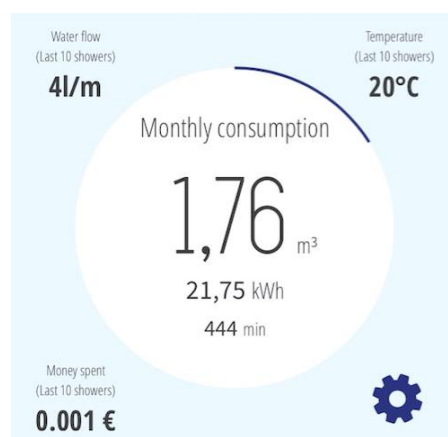 Water flow
(Last 10 showers)
4l/m
Temperature
(Last 10 showers)
20°C
Monthly consumption
1,76 m³
21,75 kWh
444 min
Money spent
(Last 10 showers)
0.001 €